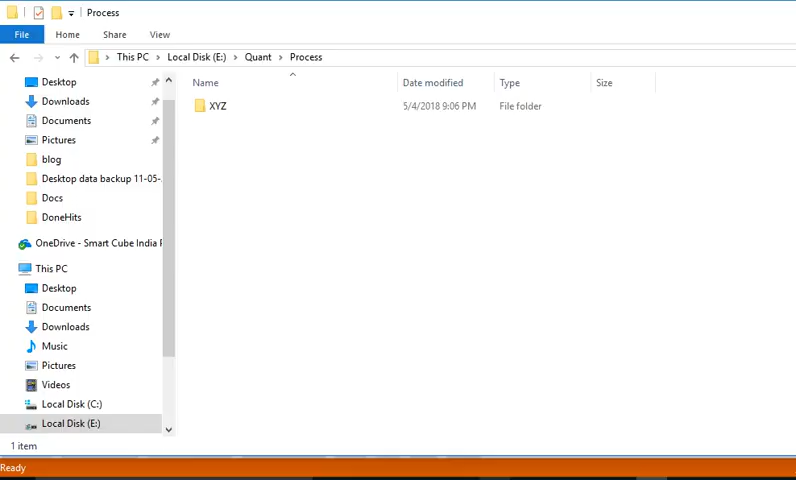 Process
File Home Share View
This PC Local Disk (E:) Quant Process
Name Date modified Type Size
XYZ 5/4/2018 9:06 PM File folder
Desktop
Downloads
Documents
Pictures
blog
Desktop data backup 11-05-
Docs
DoneHits
OneDrive - Smart Cube India
This PC
Desktop
Documents
Downloads
Music
Pictures
Videos
Local Disk (C:)
Local Disk (E:)
1 item
Ready